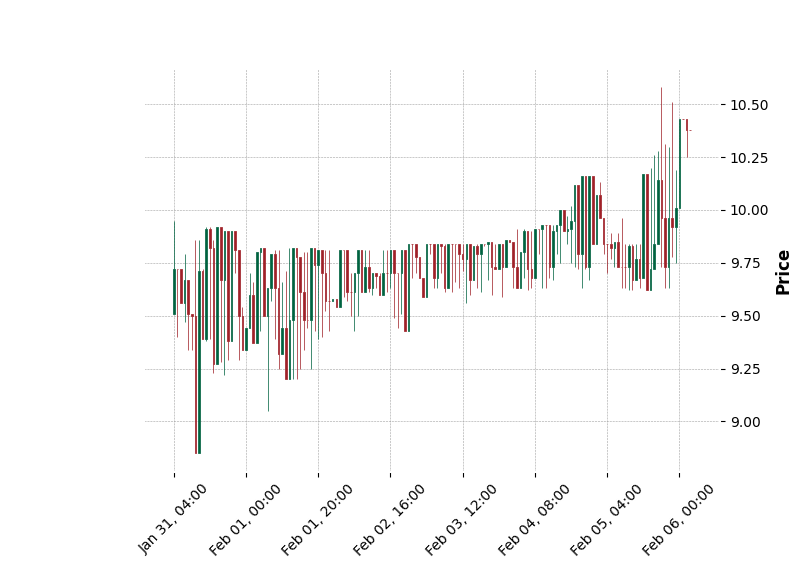 10.50
10.25
10.00
9.75
9.50
9.25
9.00
Price
Jan 31, 04:00
Feb 01, 00:00
Feb 01, 20:00
Feb 02, 16:00
Feb 03, 12:00
Feb 04, 08:00
Feb 05, 04:00
Feb 06, 00:00